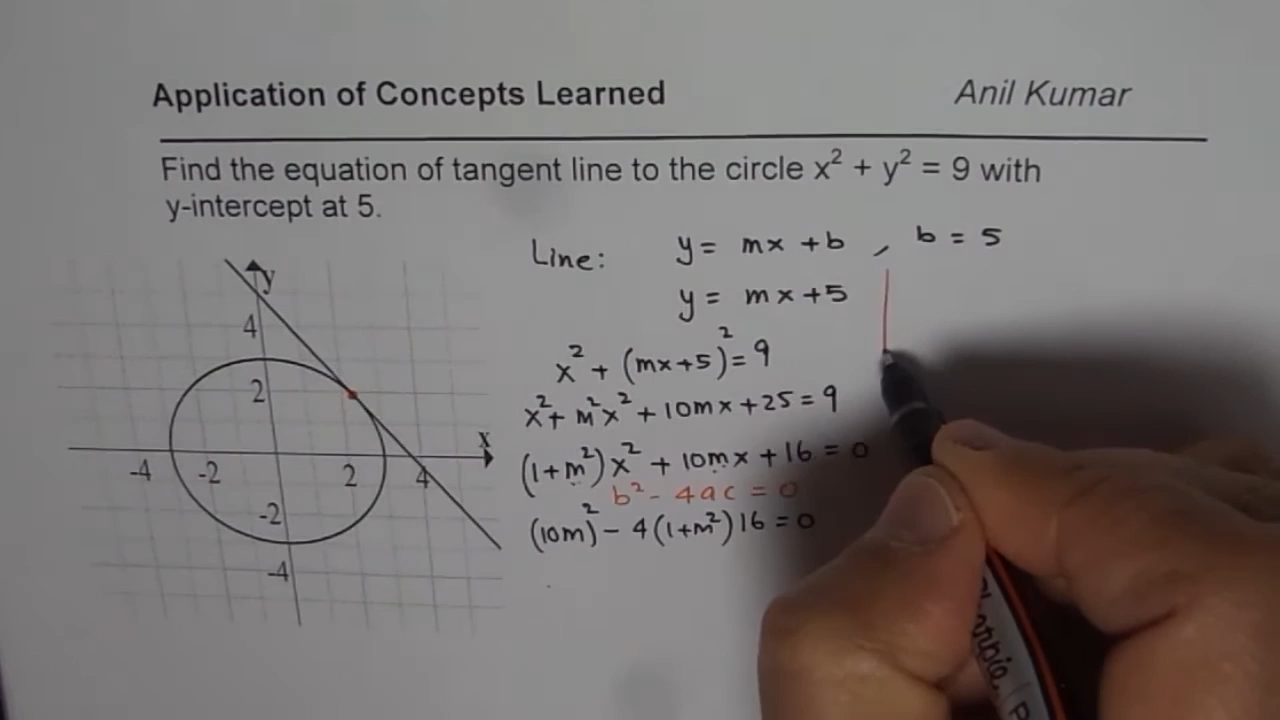 Application of Concepts Learned
Anil Kumar
Find the equation of tangent line to the circle x² + y² = 9 with
y-intercept at 5.
Line: y = mx + b , b = 5
y = mx + 5
x² + (mx+5)² = 9
x² + m²x² + 10mx + 25 = 9
(1+m²)x² + 10mx + 16 = 0
b² - 4ac = 0
(10m)² - 4(1+m²)16 = 0
y
4
2
x
-4 -2 2 4
-2
-4
Sharpie